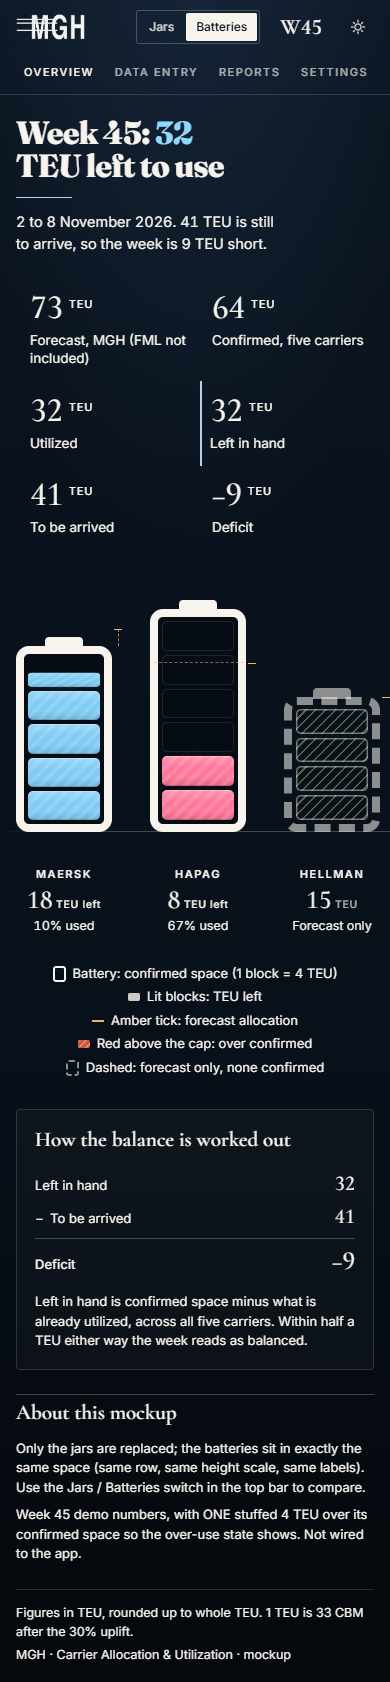 MGH
Jars Batteries
W45
OVERVIEW DATA ENTRY REPORTS SETTINGS
Week 45: 32
TEU left to use
2 to 8 November 2026. 41 TEU is still
to arrive, so the week is 9 TEU short.
73 TEU
Forecast, MGH (FML not
included)
64 TEU
Confirmed, five carriers
32 TEU
Utilized
32 TEU
Left in hand
41 TEU
To be arrived
−9 TEU
Deficit
MAERSK
18 TEU left
10% used
HAPAG
8 TEU left
67% used
HELLMAN
15 TEU
Forecast only
Battery: confirmed space (1 block = 4 TEU)
Lit blocks: TEU left
Amber tick: forecast allocation
Red above the cap: over confirmed
Dashed: forecast only, none confirmed
How the balance is worked out
Left in hand 32
− To be arrived 41
Deficit −9
Left in hand is confirmed space minus what is
already utilized, across all five carriers. Within half a
TEU either way the week reads as balanced.
About this mockup
Only the jars are replaced; the batteries sit in exactly the
same space (same row, same height scale, same labels).
Use the Jars / Batteries switch in the top bar to compare.
Week 45 demo numbers, with ONE stuffed 4 TEU over its
confirmed space so the over-use state shows. Not wired
to the app.
Figures in TEU, rounded up to whole TEU. 1 TEU is 33 CBM
after the 30% uplift.
MGH · Carrier Allocation & Utilization · mockup